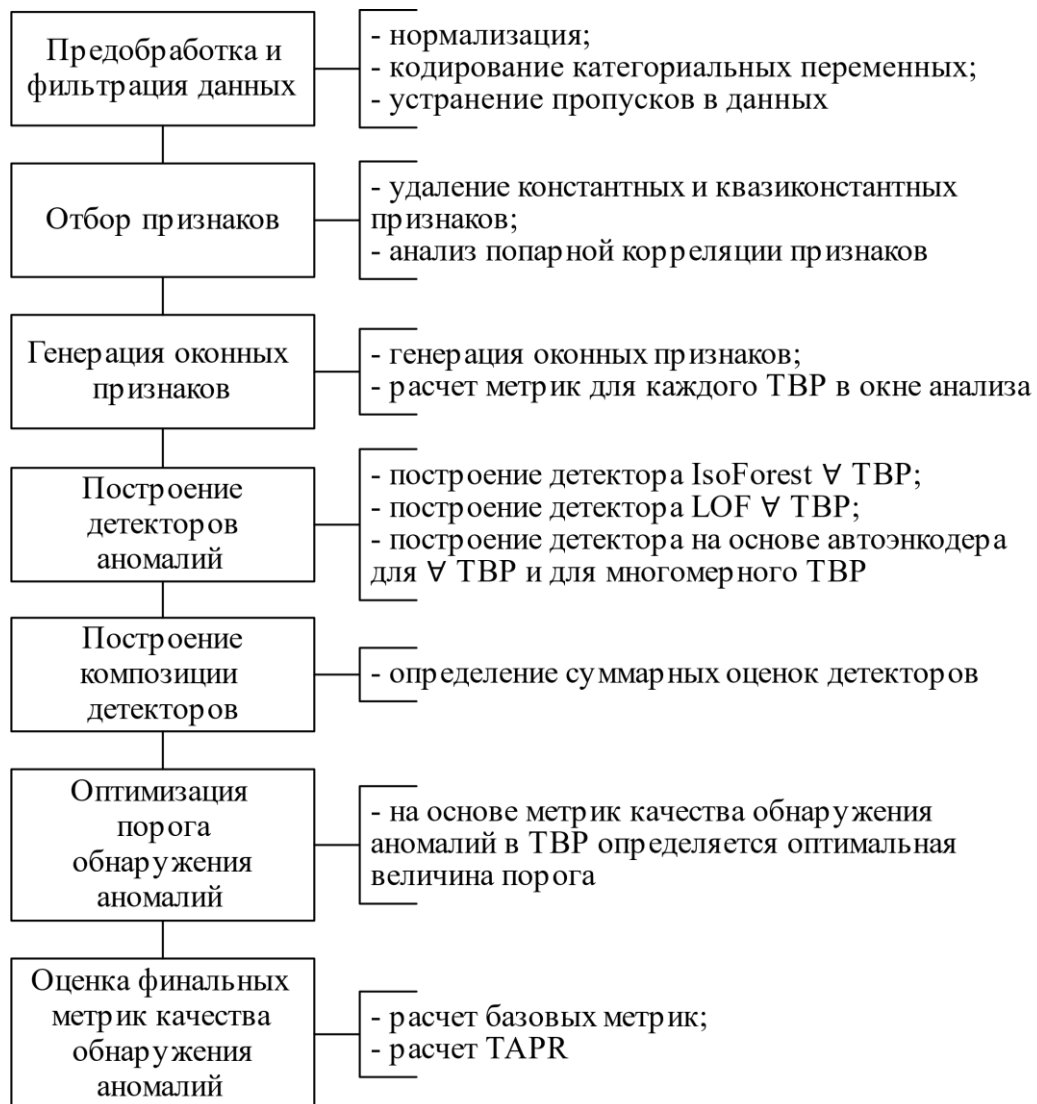 Предобработка и
фильтрация данных
- нормализация;
- кодирование категориальных переменных;
- устранение пропусков в данных
Отбор признаков
- удаление константных и квазиконстантных
признаков;
- анализ попарной корреляции признаков
Генерация оконных
признаков
- генерация оконных признаков;
- расчет метрик для каждого ТВР в окне анализа
Построение
детекторов
аномалий
- построение детектора IsoForest ∀ ТВР;
- построение детектора LOF ∀ ТВР;
- построение детектора на основе автоэнкодера
для ∀ ТВР и для многомерного ТВР
Построение
композиции
детекторов
- определение суммарных оценок детекторов
Оптимизация
порога
обнаружения
аномалий
- на основе метрик качества обнаружения
аномалий в ТВР определяется оптимальная
величина порога
Оценка финальных
метрик качества
обнаружения
аномалий
- расчет базовых метрик;
- расчет TAPR